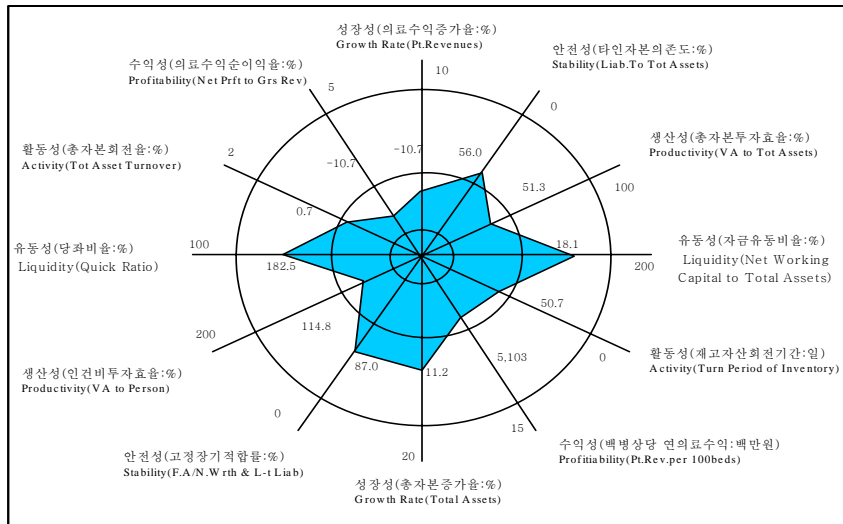 성장성(의료수익증가율:%)
Growth Rate(Pt.Revenues)
10
-10.7
안전성(타인자본의존도:%)
Stability(Liab.To Tot Assets)
0
56.0
생산성(총자본투자효율:%)
Productivity(VA to Tot Assets)
100
51.3
유동성(자금유동비율:%)
Liquidity(Net Working
Capital to Total Assets)
200
18.1
활동성(재고자산회전기간:일)
Activity(Turn Period of Inventory)
0
50.7
수익성(백병상당 연의료수익:백만원)
Profitiability(Pt.Rev.per 100beds)
15
5,103
성장성(총자본증가율:%)
Growth Rate(Total Assets)
20
11.2
안전성(고정장기적합률:%)
Stability(F.A/N.Wrth & L-t Liab)
0
87.0
생산성(인건비투자효율:%)
Productivity(VA to Person)
200
114.8
유동성(당좌비율:%)
Liquidity(Quick Ratio)
100
182.5
활동성(총자본회전율:%)
Activity(Tot Asset Turnover)
2
0.7
수익성(의료수익순이익율:%)
Profitability(Net Prft to Grs Rev)
5
-10.7